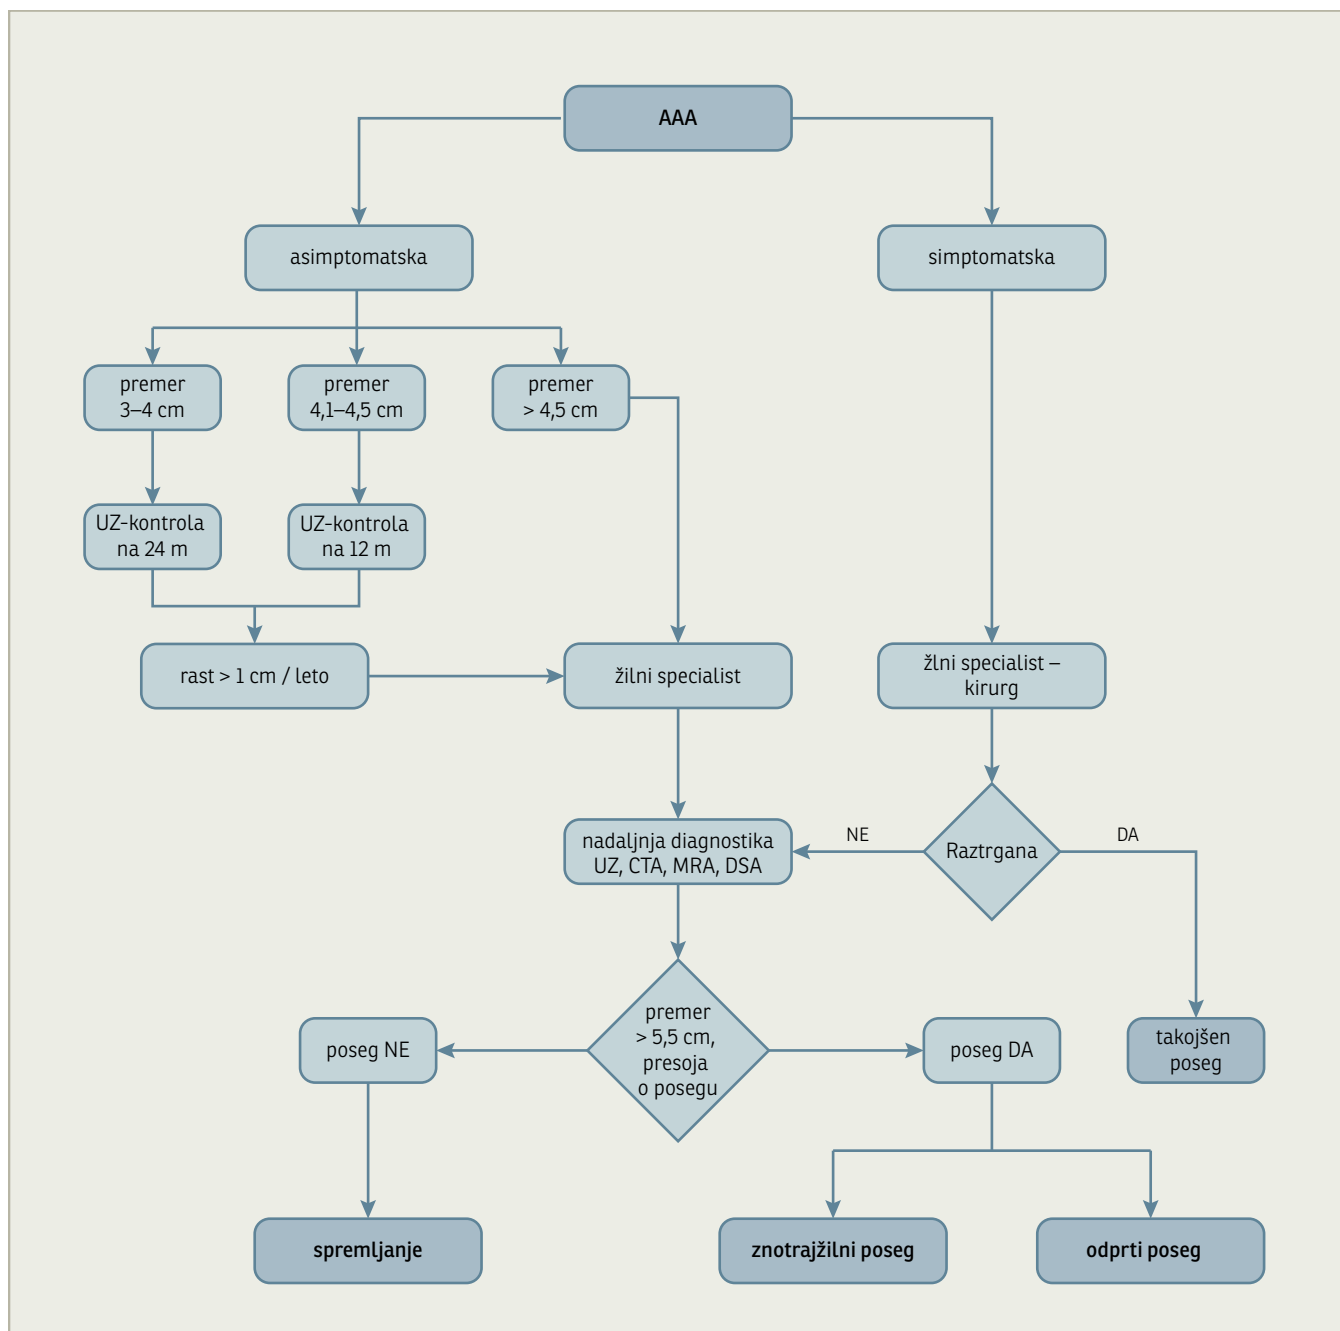 AAA
asimptomatska
simptomatska
premer
3–4 cm
premer
4,1–4,5 cm
premer
> 4,5 cm
UZ-kontrola
na 24 m
UZ-kontrola
na 12 m
rast > 1 cm / leto
žilni specialist
žlni specialist –
kirurg
nadaljnja diagnostika
UZ, CTA, MRA, DSA
NE
Raztrgana
DA
poseg NE
premer
> 5,5 cm,
presoja
o posegu
poseg DA
takojšen
poseg
spremljanje
znotrajžilni poseg
odprti poseg